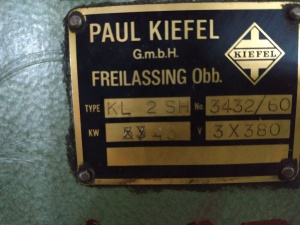 PAUL KIEFEL
G.m.b.H.
KIEFEL
FREILASSING Obb.
TYPE KL 2 SH No 3432/60
KW V 3X380